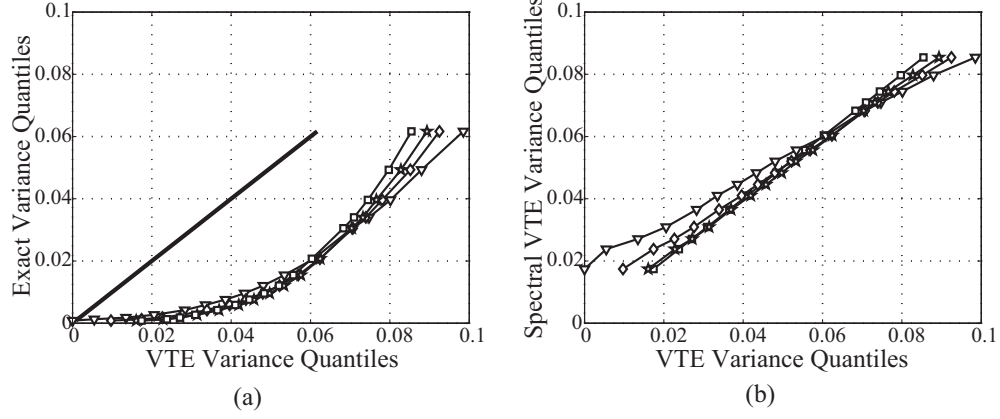 0.1
0.08
0.06
0.04
0.02
0
0 0.02 0.04 0.06 0.08 0.1
Exact Variance Quantiles
VTE Variance Quantiles
(a)
0.1
0.08
0.06
0.04
0.02
0
0 0.02 0.04 0.06 0.08 0.1
Spectral VTE Variance Quantiles
VTE Variance Quantiles
(b)